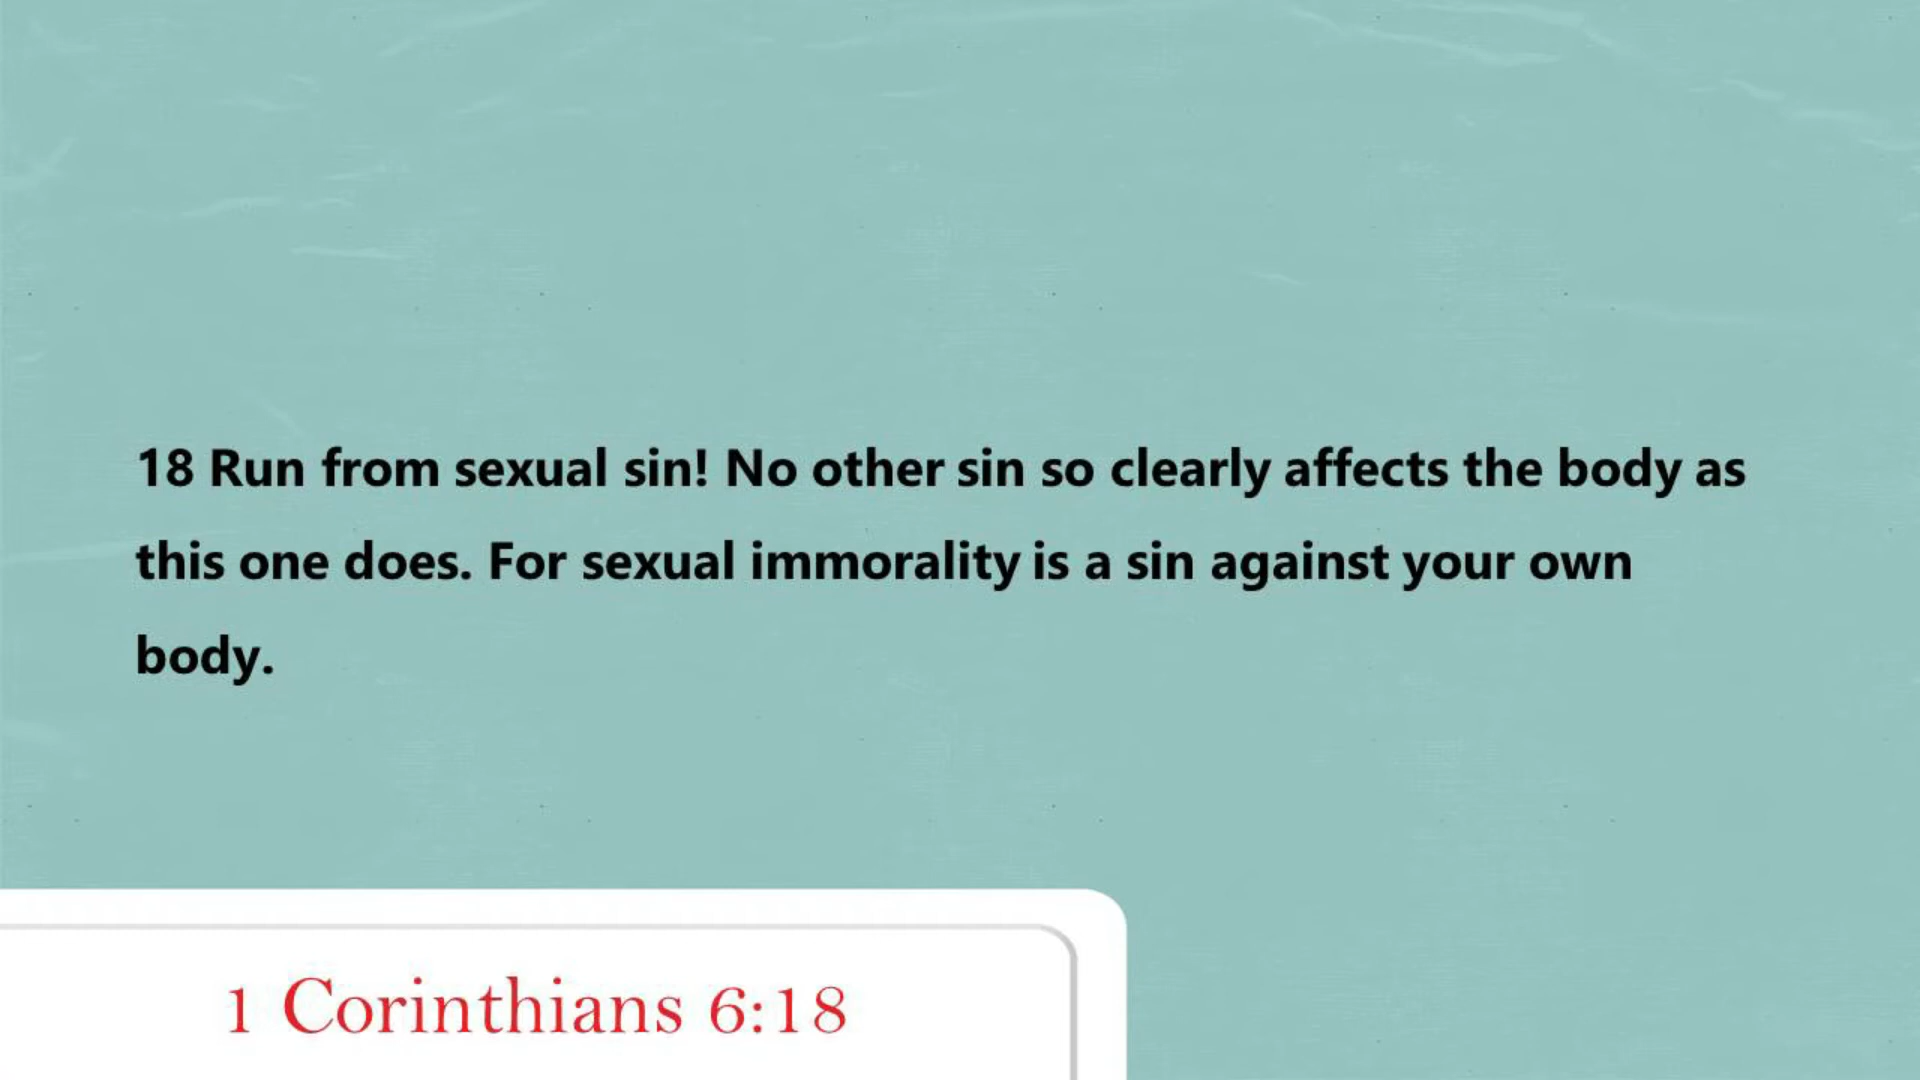 18 Run from sexual sin! No other sin so clearly affects the body as
this one does. For sexual immorality is a sin against your own
body.
1 Corinthians 6:18